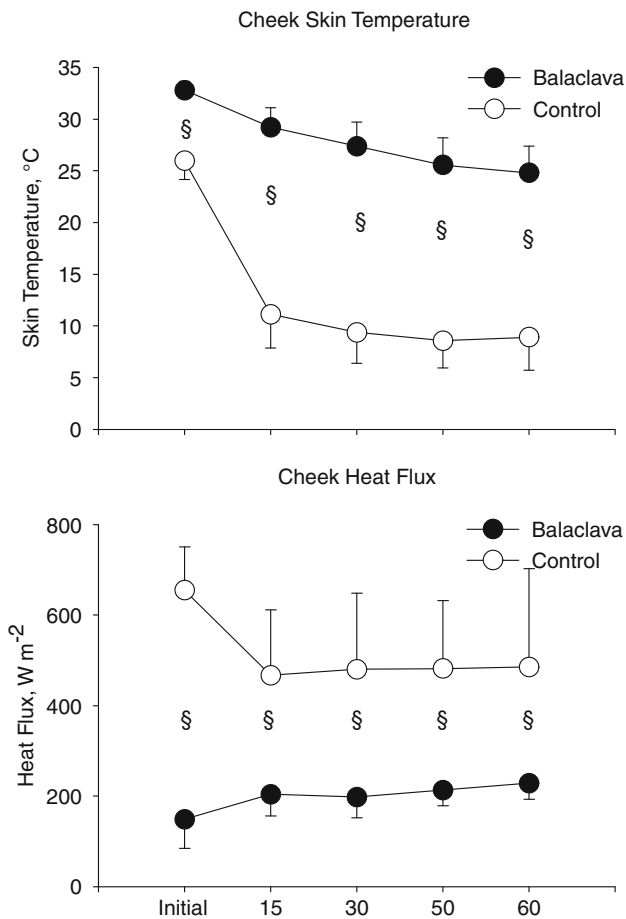 Cheek Skin Temperature
35
30
25
20
15
10
5
0
Skin Temperature, °C
Balaclava
Control
§
§
§
§
§
Cheek Heat Flux
800
600
400
200
0
Heat Flux, W m-2
Balaclava
Control
§ § § § §
Initial 15 30 50 60